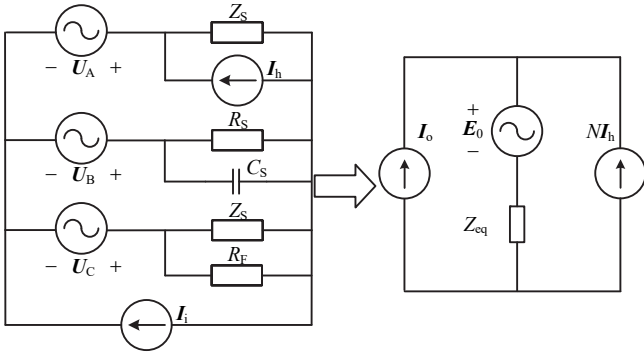 Z_S
− U_A +
I_h
R_S
− U_B +
C_S
Z_S
− U_C +
R_F
I_i
I_o
+
E_0
−
NI_h
Z_eq